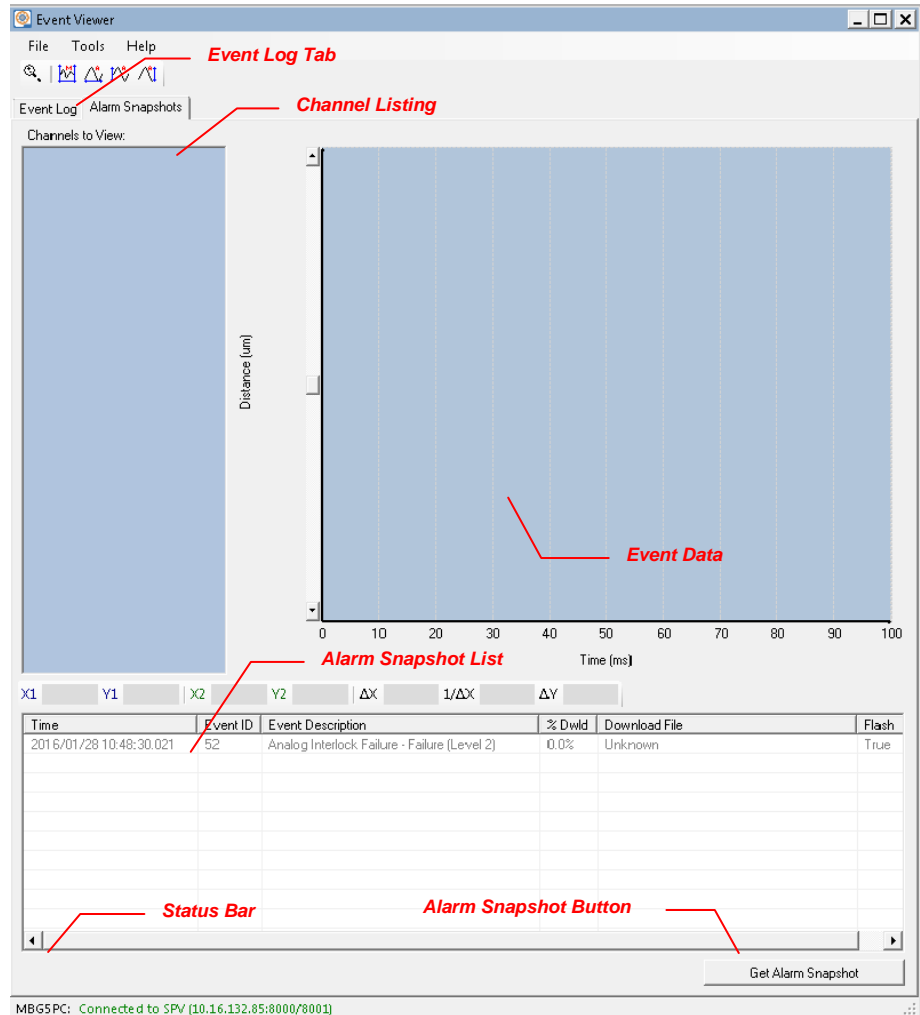 Event Viewer
File Tools Help
Event Log Tab
Event Log Alarm Snapshots
Channel Listing
Channels to View:
Distance (um)
Event Data
0 10 20 30 40 50 60 70 80 90 100
Time (ms)
Alarm Snapshot List
X1 Y1 X2 Y2 ΔX 1/ΔX ΔY
Time Event ID Event Description % Dwld Download File Flash
2016/01/28 10:48:30.021 52 Analog Interlock Failure - Failure (Level 2) 0.0% Unknown True
Status Bar
Alarm Snapshot Button
Get Alarm Snapshot
MBG5PC: Connected to SPV (10.16.132.85:8000/8001)